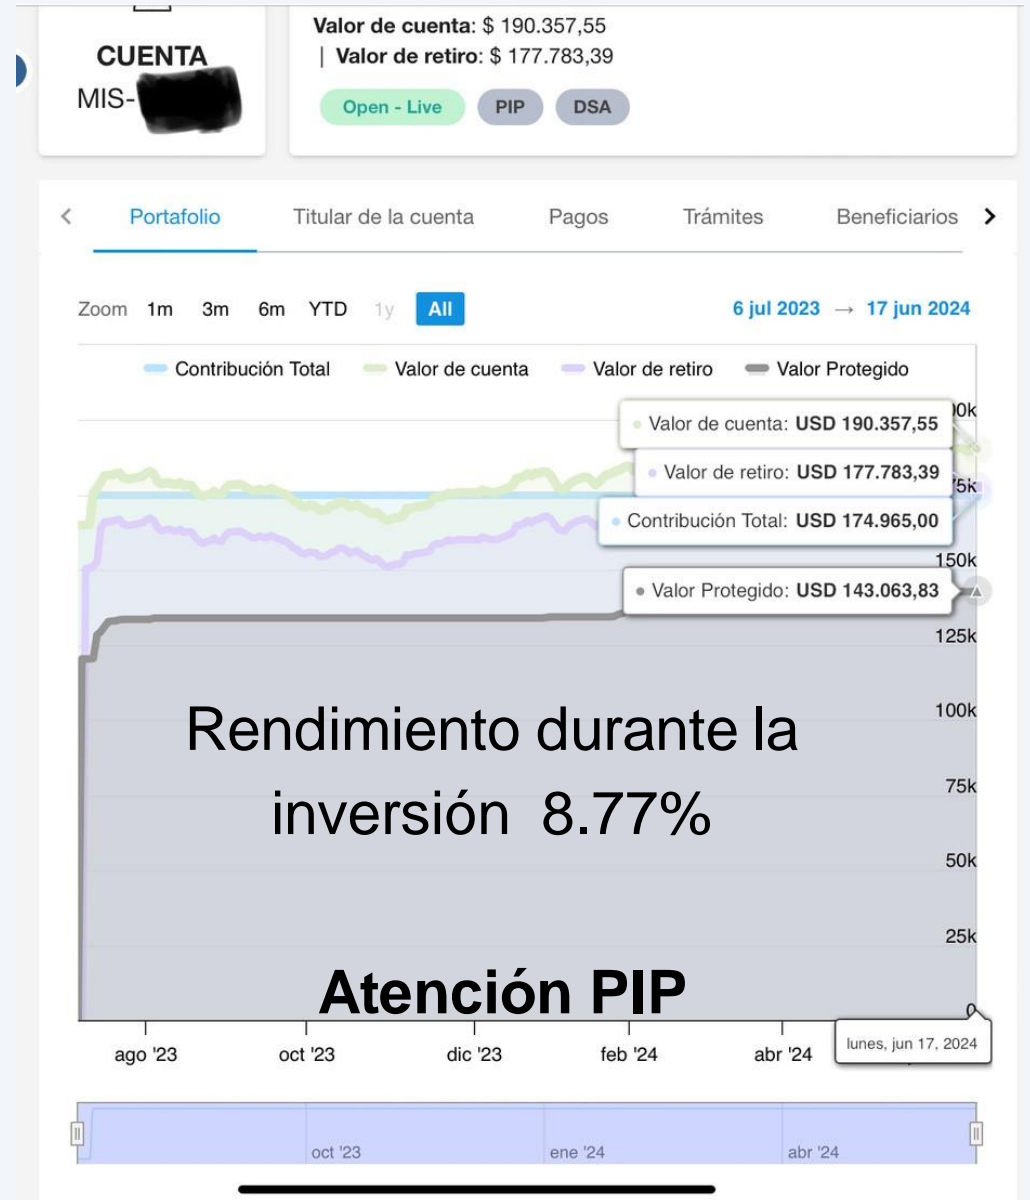 CUENTA
MIS-
Valor de cuenta: $ 190.357,55
| Valor de retiro: $ 177.783,39
Open - Live PIP DSA
Portafolio Titular de la cuenta Pagos Trámites Beneficiarios
Zoom 1m 3m 6m YTD 1y All 6 jul 2023 → 17 jun 2024
Contribución Total Valor de cuenta Valor de retiro Valor Protegido
Valor de cuenta: USD 190.357,55
Valor de retiro: USD 177.783,39
Contribución Total: USD 174.965,00
150k
Valor Protegido: USD 143.063,83
125k
100k
75k
50k
25k
0
Rendimiento durante la
inversión 8.77%
Atención PIP
ago '23 oct '23 dic '23 feb '24 abr '24
lunes, jun 17, 2024
oct '23 ene '24 abr '24